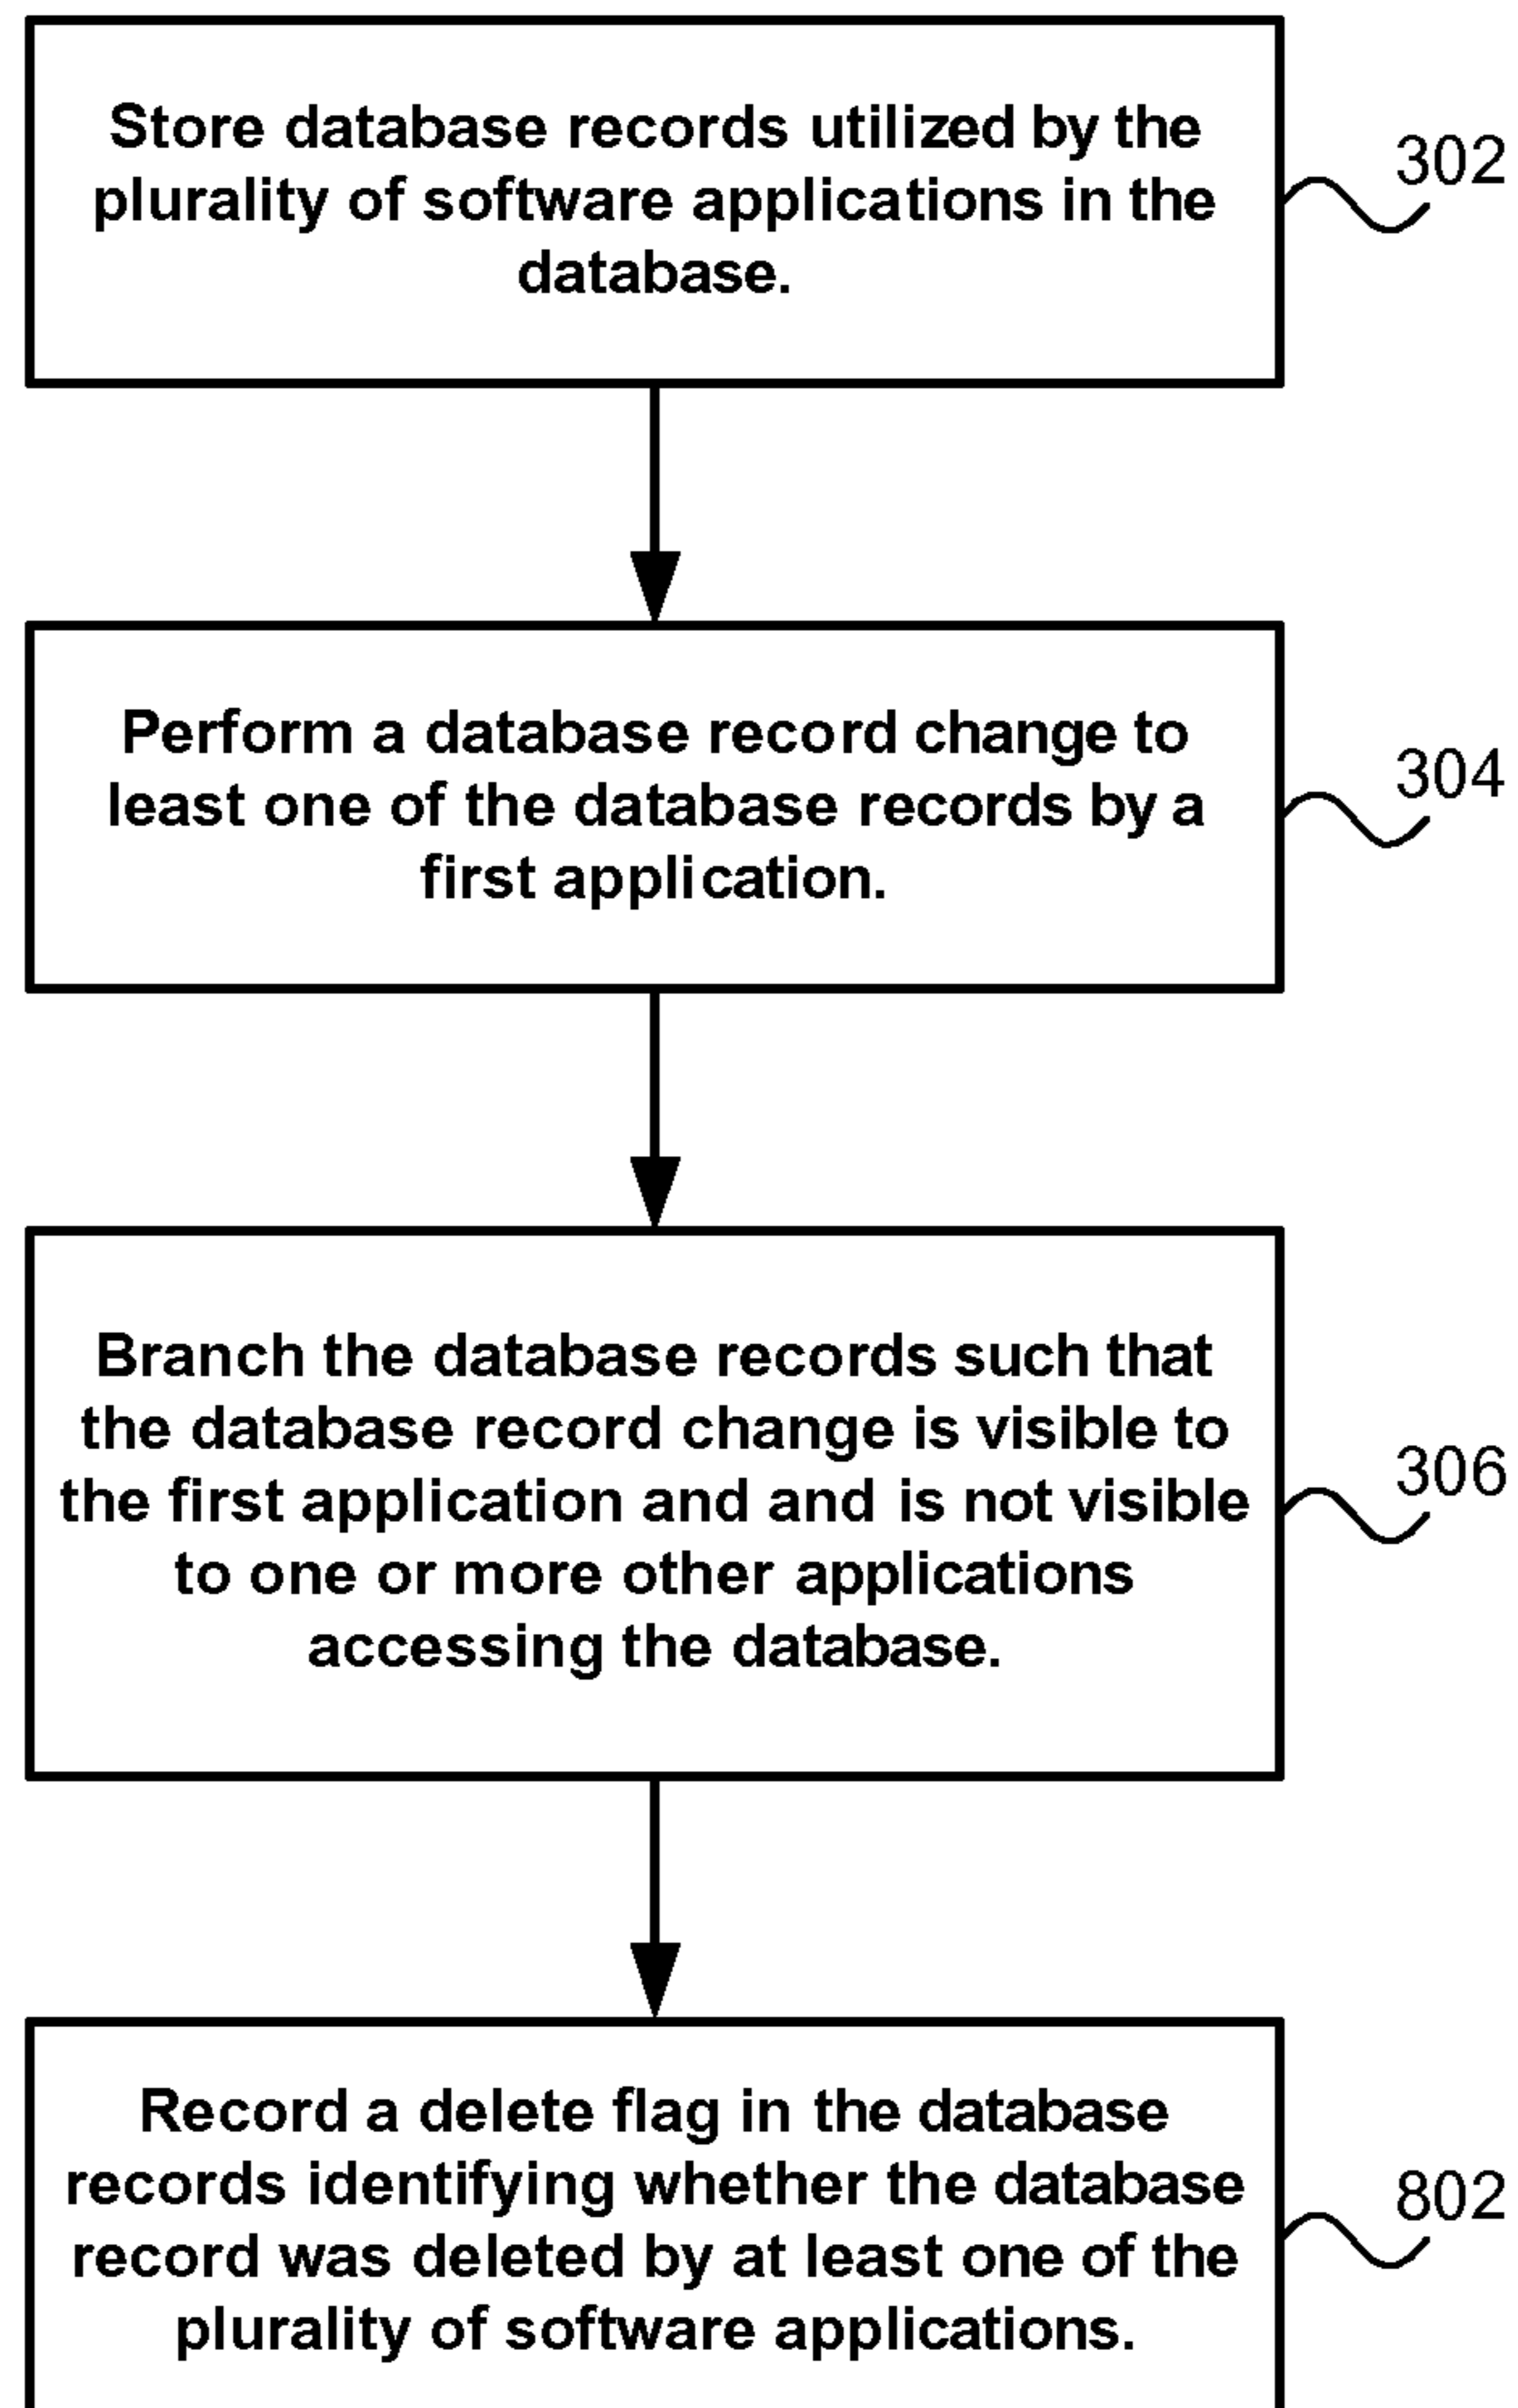 Store database records utilized by the
plurality of software applications in the
database.
302
Perform a database record change to
least one of the database records by a
first application.
304
Branch the database records such that
the database record change is visible to
the first application and and is not visible
to one or more other applications
accessing the database.
306
Record a delete flag in the database
records identifying whether the database
record was deleted by at least one of the
plurality of software applications.
802